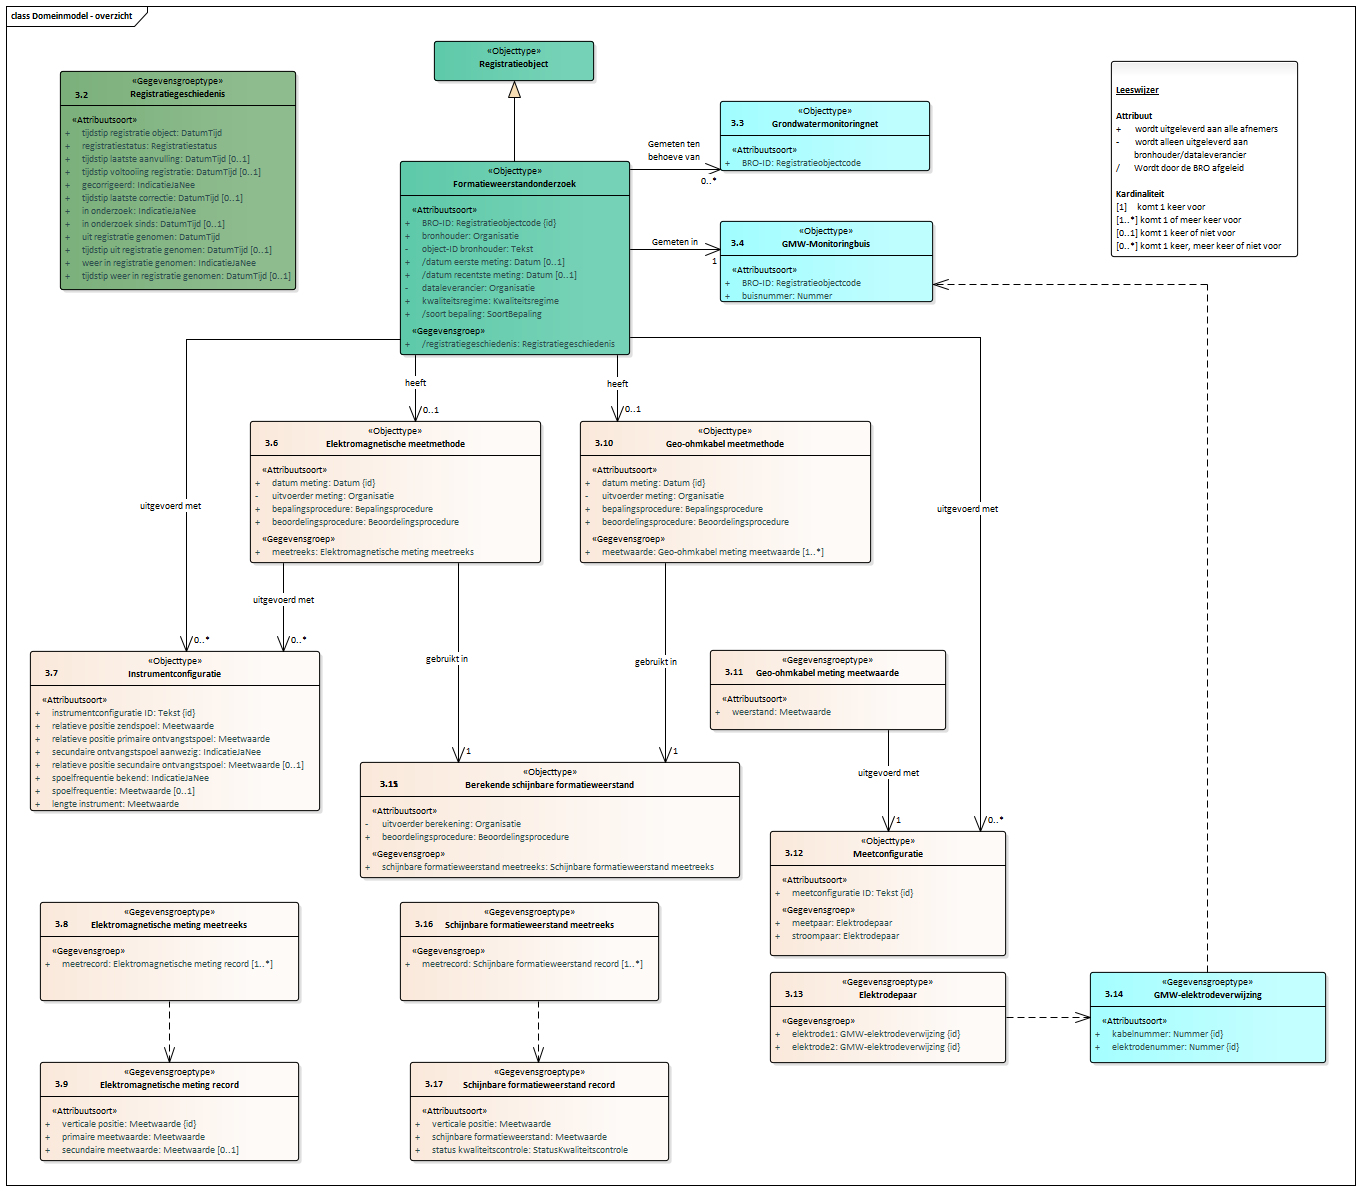 class Domeinmodel - overzicht
«Objecttype»
Registratieobject
«Gegevensgroeptype»
3.2 Registratiegeschiedenis
«Attribuutsoort»
+ tijdstip registratie object: DatumTijd
+ registratiestatus: Registratiestatus
+ tijdstip laatste aanvulling: DatumTijd [0..1]
+ tijdstip voltooiing registratie: DatumTijd [0..1]
+ gecorrigeerd: IndicatieJaNee
+ tijdstip laatste correctie: DatumTijd [0..1]
+ in onderzoek: IndicatieJaNee
+ in onderzoek sinds: DatumTijd [0..1]
+ uit registratie genomen: DatumTijd
+ tijdstip uit registratie genomen: DatumTijd [0..1]
+ weer in registratie genomen: IndicatieJaNee
+ tijdstip weer in registratie genomen: DatumTijd [0..1]
«Objecttype»
Formatieweerstandonderzoek
«Attribuutsoort»
+ BRO-ID: Registratieobjectcode {id}
+ bronhouder: Organisatie
- object-ID bronhouder: Tekst
+ /datum eerste meting: Datum [0..1]
+ /datum recentste meting: Datum [0..1]
- dataleverancier: Organisatie
+ kwaliteitsregime: Kwaliteitsregime
+ /soort bepaling: SoortBepaling
«Gegevensgroep»
+ /registratiegeschiedenis: Registratiegeschiedenis
Gemeten ten
behoeve van
0..*
«Objecttype»
3.3 Grondwatermonitoringnet
«Attribuutsoort»
+ BRO-ID: Registratieobjectcode
Gemeten in
1
«Objecttype»
3.4 GMW-Monitoringbuis
«Attribuutsoort»
+ BRO-ID: Registratieobjectcode
+ buisnummer: Nummer
Leeswijzer
Attribuut
+ wordt uitgeleverd aan alle afnemers
- wordt alleen uitgeleverd aan
bronhouder/dataleverancier
/ Wordt door de BRO afgeleid
Kardinaliteit
[1] komt 1 keer voor
[1..*] komt 1 of meer keer voor
[0..1] komt 1 keer of niet voor
[0..*] komt 1 keer, meer keer of niet voor
heeft
0..1
heeft
0..1
«Objecttype»
3.6 Elektromagnetische meetmethode
«Attribuutsoort»
+ datum meting: Datum {id}
- uitvoerder meting: Organisatie
+ bepalingsprocedure: Bepalingsprocedure
+ beoordelingsprocedure: Beoordelingsprocedure
«Gegevensgroep»
+ meetreeks: Elektromagnetische meting meetreeks
«Objecttype»
3.10 Geo-ohmkabel meetmethode
«Attribuutsoort»
+ datum meting: Datum {id}
- uitvoerder meting: Organisatie
+ bepalingsprocedure: Bepalingsprocedure
+ beoordelingsprocedure: Beoordelingsprocedure
«Gegevensgroep»
+ meetwaarde: Geo-ohmkabel meting meetwaarde [1..*]
uitgevoerd met
0..*
uitgevoerd met
0..*
uitgevoerd met
0..*
gebruikt in
1
gebruikt in
1
«Objecttype»
3.7 Instrumentconfiguratie
«Attribuutsoort»
+ instrumentconfiguratie ID: Tekst {id}
+ relatieve positie zendspoel: Meetwaarde
+ relatieve positie primaire ontvangstspoel: Meetwaarde
+ secundaire ontvangstspoel aanwezig: IndicatieJaNee
+ relatieve positie secundaire ontvangstspoel: Meetwaarde [0..1]
+ spoelfrequentie bekend: IndicatieJaNee
+ spoelfrequentie: Meetwaarde [0..1]
+ lengte instrument: Meetwaarde
«Gegevensgroeptype»
3.11 Geo-ohmkabel meting meetwaarde
«Attribuutsoort»
+ weerstand: Meetwaarde
uitgevoerd met
1
«Objecttype»
3.15 Berekende schijnbare formatieweerstand
«Attribuutsoort»
- uitvoerder berekening: Organisatie
+ beoordelingsprocedure: Beoordelingsprocedure
«Gegevensgroep»
+ schijnbare formatieweerstand meetreeks: Schijnbare formatieweerstand meetreeks
«Objecttype»
3.12 Meetconfiguratie
«Attribuutsoort»
+ meetconfiguratie ID: Tekst {id}
«Gegevensgroep»
+ meetpaar: Elektrodepaar
+ stroompaar: Elektrodepaar
«Gegevensgroeptype»
3.8 Elektromagnetische meting meetreeks
«Gegevensgroep»
+ meetrecord: Elektromagnetische meting record [1..*]
«Gegevensgroeptype»
3.16 Schijnbare formatieweerstand meetreeks
«Gegevensgroep»
+ meetrecord: Schijnbare formatieweerstand record [1..*]
«Gegevensgroeptype»
3.13 Elektrodepaar
«Gegevensgroep»
+ elektrode1: GMW-elektrodeverwijzing {id}
+ elektrode2: GMW-elektrodeverwijzing {id}
«Gegevensgroeptype»
3.14 GMW-elektrodeverwijzing
«Attribuutsoort»
+ kabelnummer: Nummer {id}
+ elektrodenummer: Nummer {id}
«Gegevensgroeptype»
3.9 Elektromagnetische meting record
«Attribuutsoort»
+ verticale positie: Meetwaarde {id}
+ primaire meetwaarde: Meetwaarde
+ secundaire meetwaarde: Meetwaarde [0..1]
«Gegevensgroeptype»
3.17 Schijnbare formatieweerstand record
«Attribuutsoort»
+ verticale positie: Meetwaarde
+ schijnbare formatieweerstand: Meetwaarde
+ status kwaliteitscontrole: StatusKwaliteitscontrole